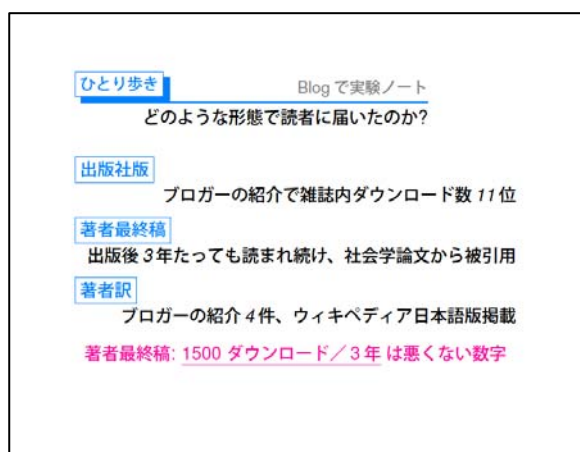 ひとり歩き Blog で実験ノート
どのような形態で読者に届いたのか?
出版社版
ブロガーの紹介で雑誌内ダウンロード数 11 位
著者最終稿
出版後 3 年たっても読まれ続け、社会学論文から被引用
著者訳
ブロガーの紹介 4 件、ウィキペディア日本語版掲載
著者最終稿: 1500 ダウンロード／3 年 は悪くない数字